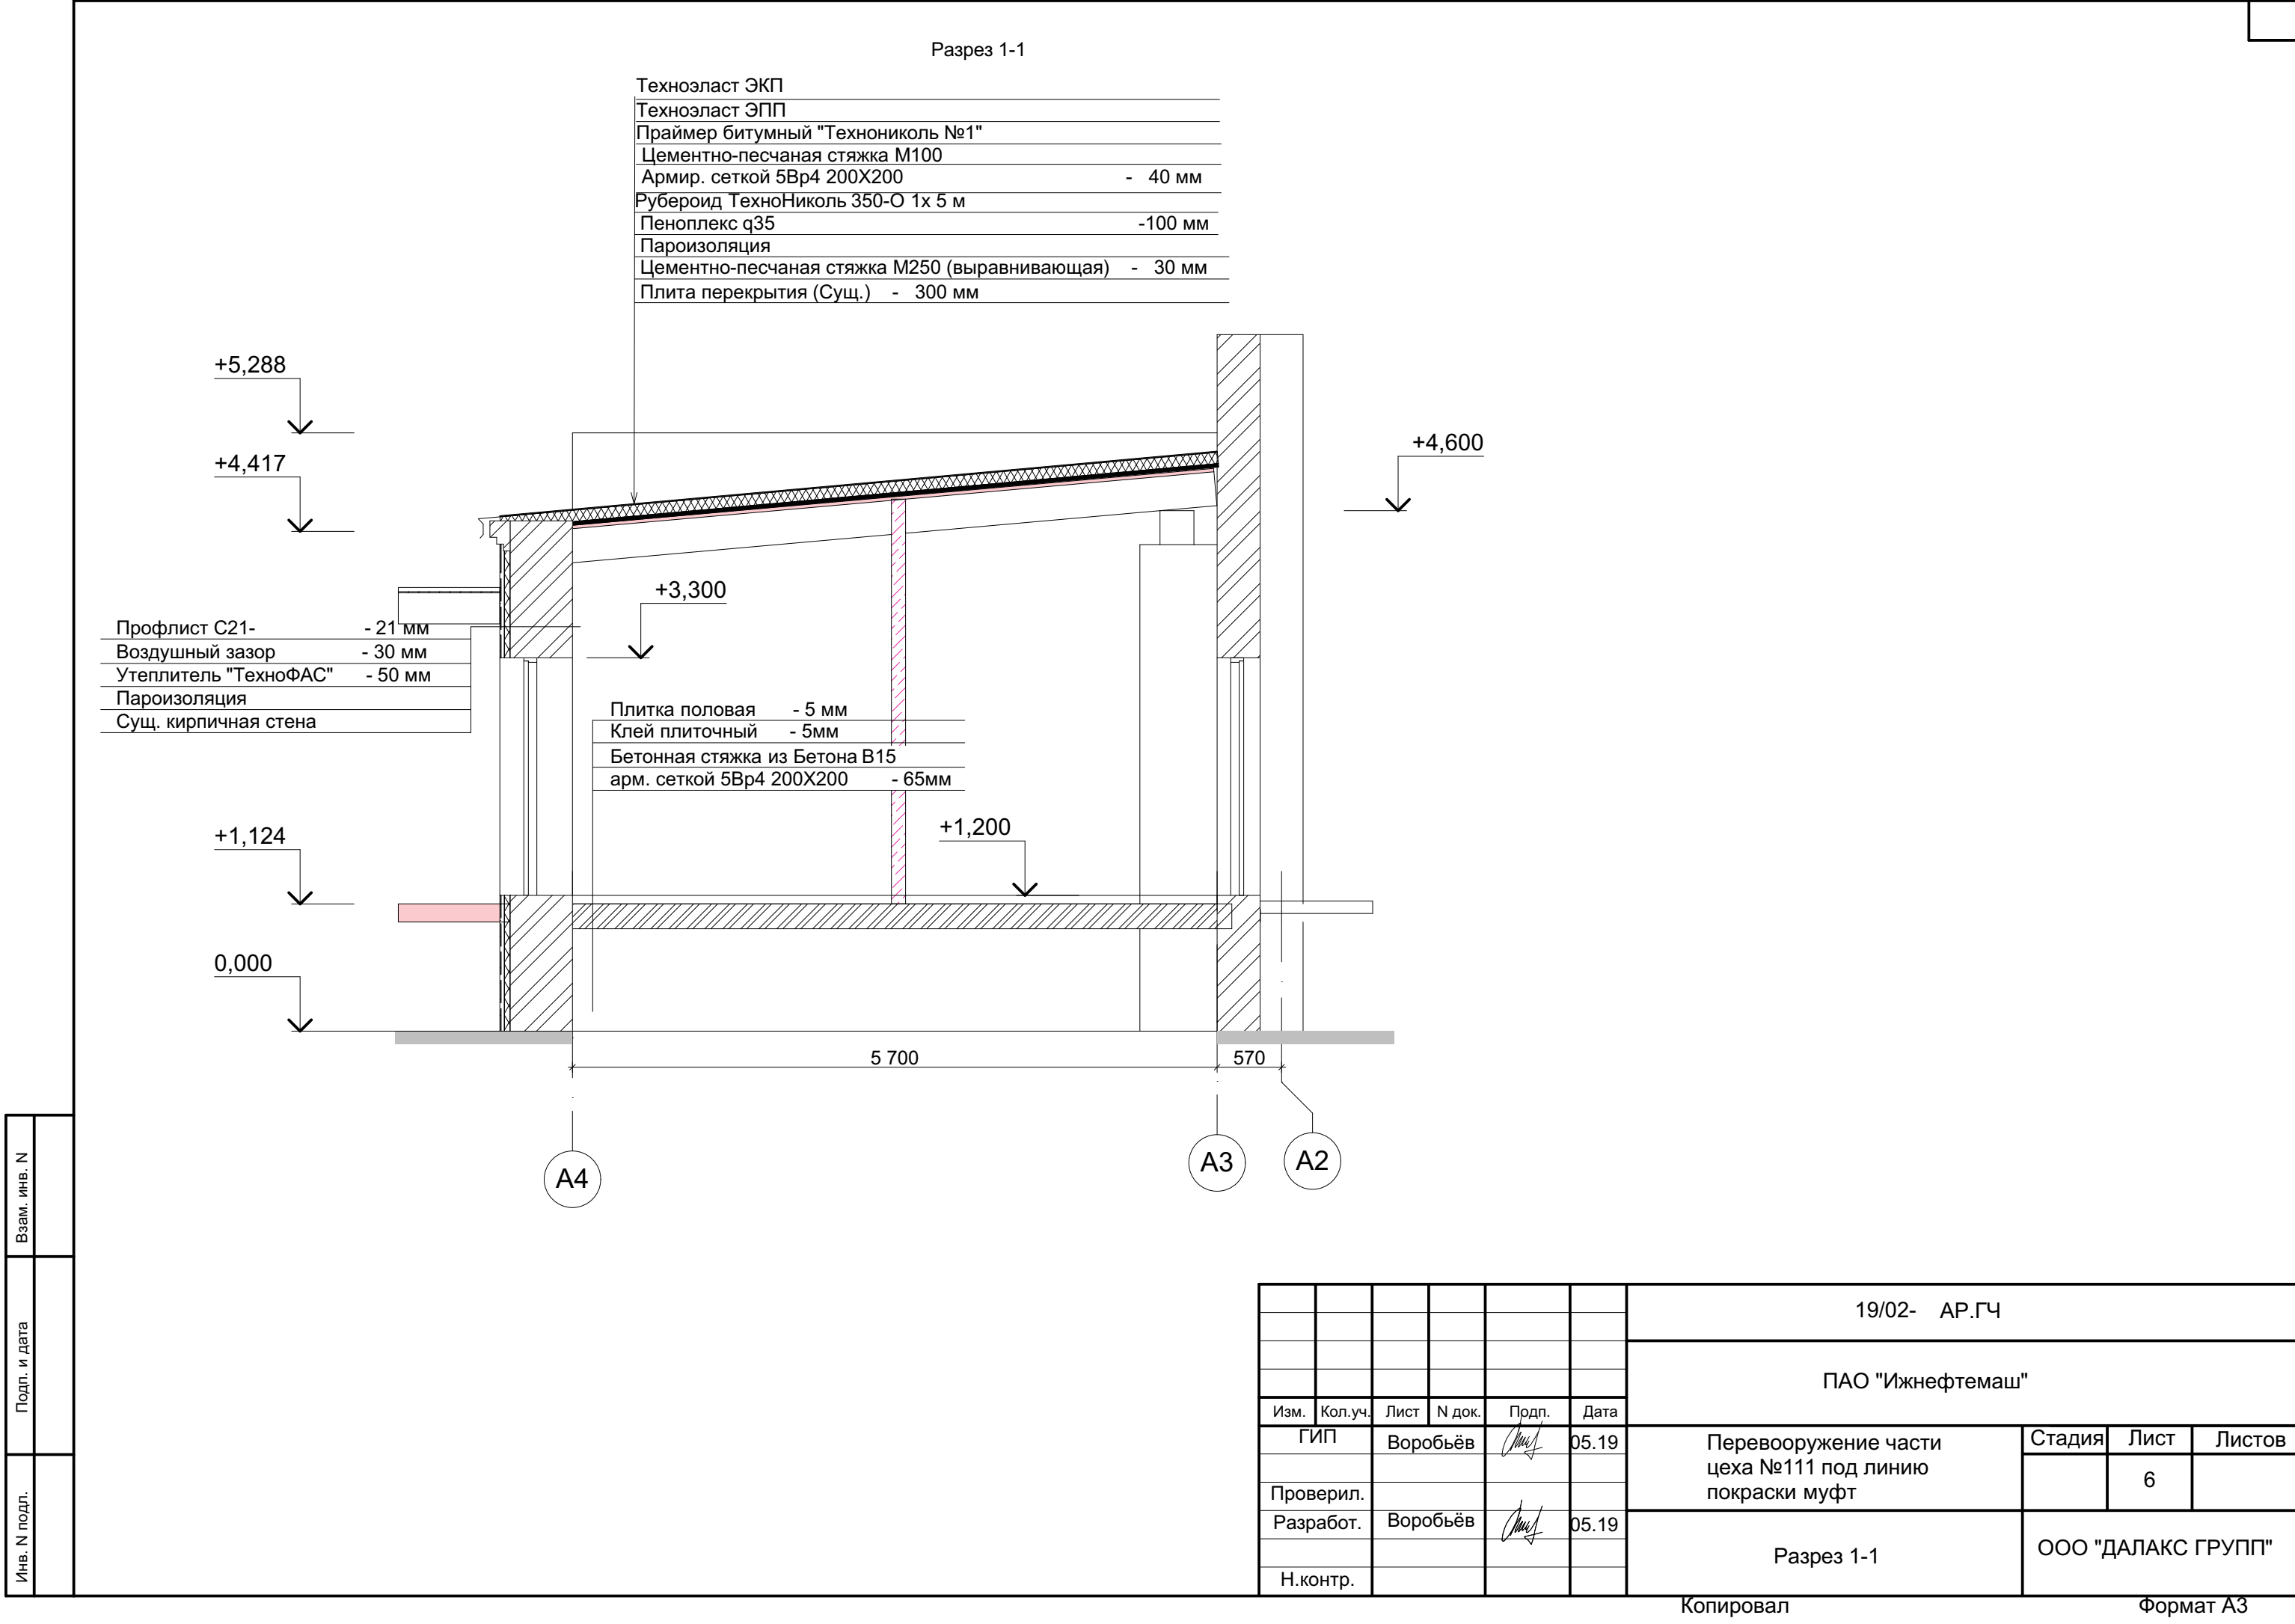 Разрез 1-1
Техноэласт ЭКП
Техноэласт ЭПП
Праймер битумный "Технониколь №1"
Цементно-песчаная стяжка М100
Армир. сеткой 5Вр4 200Х200 - 40 мм
Рубероид ТехноНиколь 350-О 1х 5 м
Пеноплекс q35 -100 мм
Пароизоляция
Цементно-песчаная стяжка М250 (выравнивающая) - 30 мм
Плита перекрытия (Сущ.) - 300 мм
+5,288
+4,417
+4,600
+3,300
Профлист С21- - 21 мм
Воздушный зазор - 30 мм
Утеплитель "ТехноФАС" - 50 мм
Пароизоляция
Сущ. кирпичная стена
Плитка половая - 5 мм
Клей плиточный - 5мм
Бетонная стяжка из Бетона В15
арм. сеткой 5Вр4 200Х200 - 65мм
+1,124
+1,200
0,000
5 700
570
А4
А3
А2
Взам. инв. N
Подп. и дата
Инв. N подл.
19/02- АР.ГЧ
ПАО "Ижнефтемаш"
Изм. Кол.уч. Лист N док. Подп. Дата
ГИП Воробьёв 05.19
Проверил.
Разработ. Воробьёв 05.19
Н.контр.
Перевооружение части
цеха №111 под линию
покраски муфт
Стадия Лист Листов
6
Разрез 1-1
ООО "ДАЛАКС ГРУПП"
Копировал Формат А3